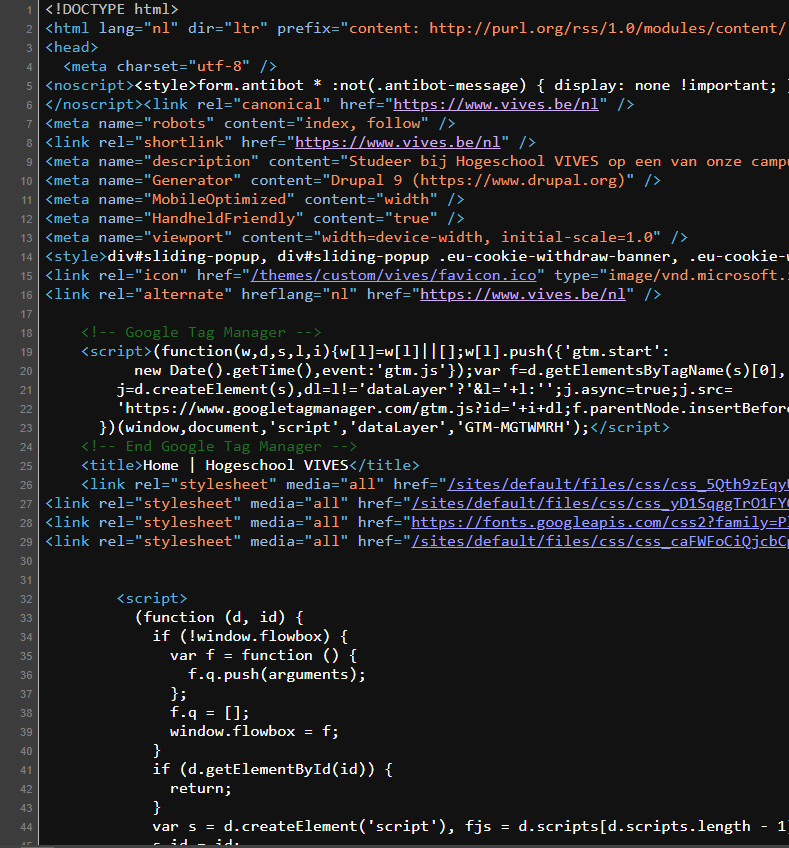 1 <!DOCTYPE html>
2 <html lang="nl" dir="ltr" prefix="content: http://purl.org/rss/1.0/modules/content/
3 <head>
4 <meta charset="utf-8" />
5 <noscript><style>form.antibot * :not(.antibot-message) { display: none !important; }
6 </noscript><link rel="canonical" href="https://www.vives.be/nl" />
7 <meta name="robots" content="index, follow" />
8 <link rel="shortlink" href="https://www.vives.be/nl" />
9 <meta name="description" content="Studeer bij Hogeschool VIVES op een van onze camp
10 <meta name="Generator" content="Drupal 9 (https://www.drupal.org)" />
11 <meta name="MobileOptimized" content="width" />
12 <meta name="HandheldFriendly" content="true" />
13 <meta name="viewport" content="width=device-width, initial-scale=1.0" />
14 <style>div#sliding-popup, div#sliding-popup .eu-cookie-withdraw-banner, .eu-cookie-w
15 <link rel="icon" href="/themes/custom/vives/favicon.ico" type="image/vnd.microsoft.
16 <link rel="alternate" hreflang="nl" href="https://www.vives.be/nl" />
17
18 <!-- Google Tag Manager -->
19 <script>(function(w,d,s,l,i){w[l]=w[l]||[];w[l].push({'gtm.start':
20 new Date().getTime(),event:'gtm.js'});var f=d.getElementsByTagName(s)[0],
21 j=d.createElement(s),dl=l!='dataLayer'?'&l='+l:'';j.async=true;j.src=
22 'https://www.googletagmanager.com/gtm.js?id='+i+dl;f.parentNode.insertBefor
23 })(window,document,'script','dataLayer','GTM-MGTWMRH');</script>
24 <!-- End Google Tag Manager -->
25 <title>Home | Hogeschool VIVES</title>
26 <link rel="stylesheet" media="all" href="/sites/default/files/css/css_5Qth9zEqy
27 <link rel="stylesheet" media="all" href="/sites/default/files/css/css_yD1SqggTrO1FY
28 <link rel="stylesheet" media="all" href="https://fonts.googleapis.com/css2?family=P
29 <link rel="stylesheet" media="all" href="/sites/default/files/css/css_caFWFoCiQjcbC
30
31
32 <script>
33 (function (d, id) {
34 if (!window.flowbox) {
35 var f = function () {
36 f.q.push(arguments);
37 };
38 f.q = [];
39 window.flowbox = f;
40 }
41 if (d.getElementById(id)) {
42 return;
43 }
44 var s = d.createElement('script'), fjs = d.scripts[d.scripts.length - 1